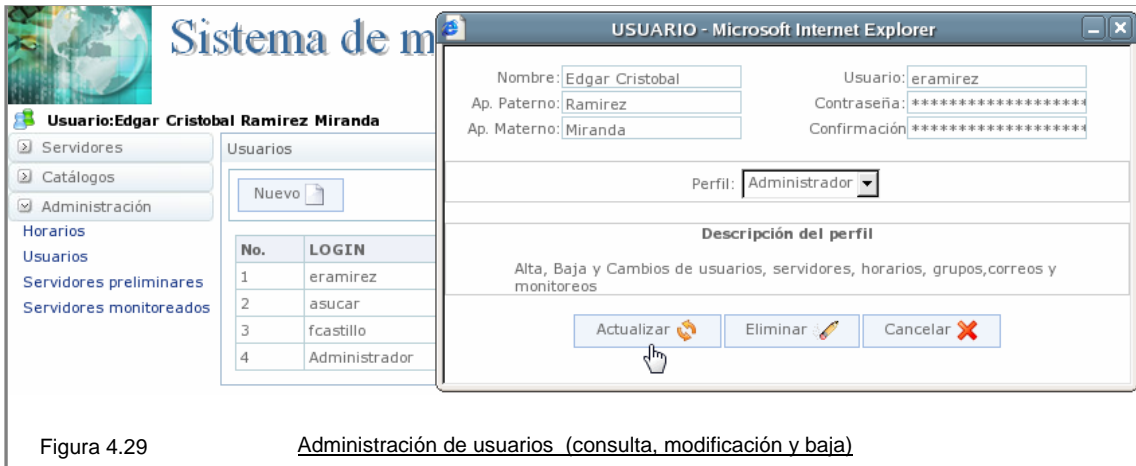 Sistema de m
Usuario:Edgar Cristobal Ramirez Miranda
Servidores
Catálogos
Administración
Horarios
Usuarios
Servidores preliminares
Servidores monitoreados
Usuarios
Nuevo
No. LOGIN
1 eramirez
2 asucar
3 fcastillo
4 Administrador
USUARIO - Microsoft Internet Explorer
Nombre: Edgar Cristobal Usuario: eramirez
Ap. Paterno: Ramirez Contraseña: *******************
Ap. Materno: Miranda Confirmación *******************
Perfil: Administrador
Descripción del perfil
Alta, Baja y Cambios de usuarios, servidores, horarios, grupos,correos y
monitoreos
Actualizar Eliminar Cancelar
Figura 4.29 Administración de usuarios (consulta, modificación y baja)